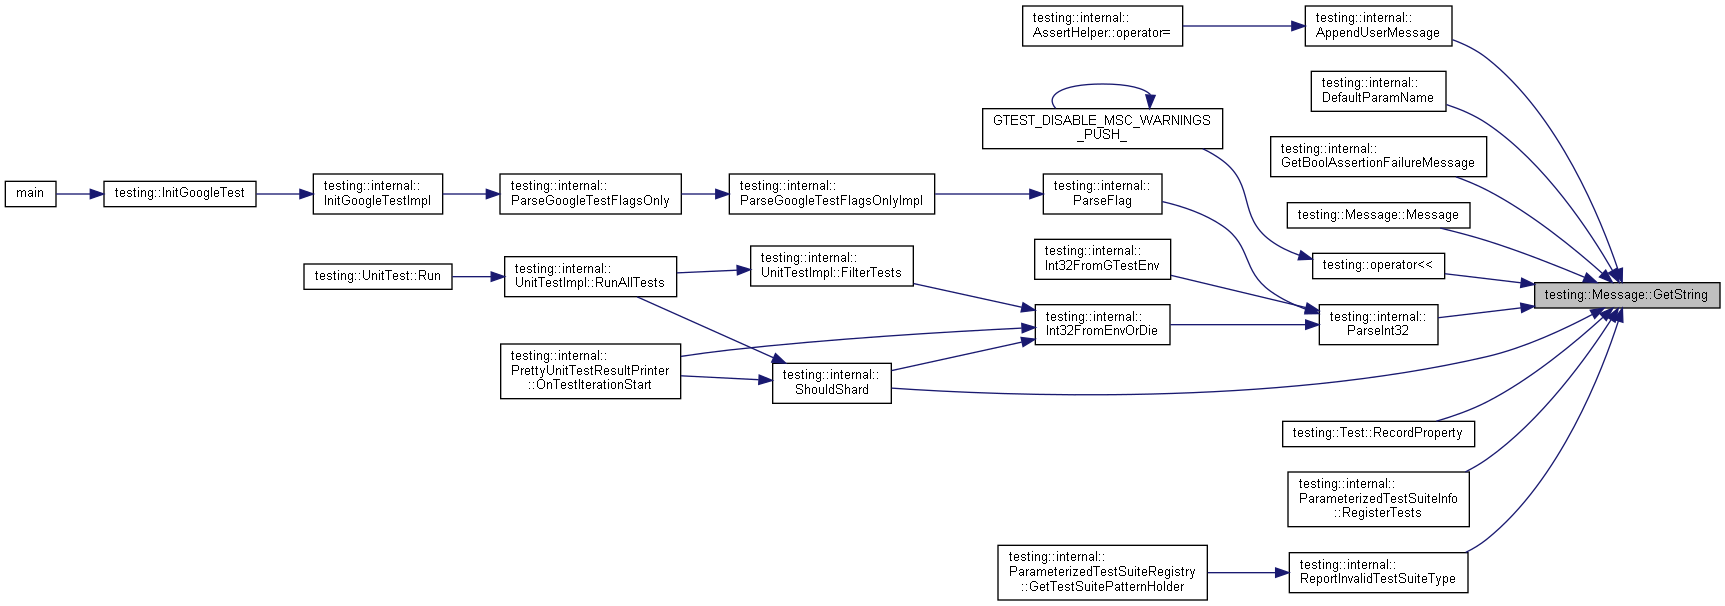 testing::internal::
AssertHelper::operator=
testing::internal::
AppendUserMessage
testing::internal::
DefaultParamName
GTEST_DISABLE_MSC_WARNINGS
_PUSH_
testing::internal::
GetBoolAssertionFailureMessage
main
testing::InitGoogleTest
testing::internal::
InitGoogleTestImpl
testing::internal::
ParseGoogleTestFlagsOnly
testing::internal::
ParseGoogleTestFlagsOnlyImpl
testing::internal::
ParseFlag
testing::Message::Message
testing::internal::
Int32FromGTestEnv
testing::operator<<
testing::UnitTest::Run
testing::internal::
UnitTestImpl::RunAllTests
testing::internal::
UnitTestImpl::FilterTests
testing::Message::GetString
testing::internal::
Int32FromEnvOrDie
testing::internal::
ParseInt32
testing::internal::
PrettyUnitTestResultPrinter
::OnTestIterationStart
testing::internal::
ShouldShard
testing::Test::RecordProperty
testing::internal::
ParameterizedTestSuiteInfo
::RegisterTests
testing::internal::
ParameterizedTestSuiteRegistry
::GetTestSuitePatternHolder
testing::internal::
ReportInvalidTestSuiteType